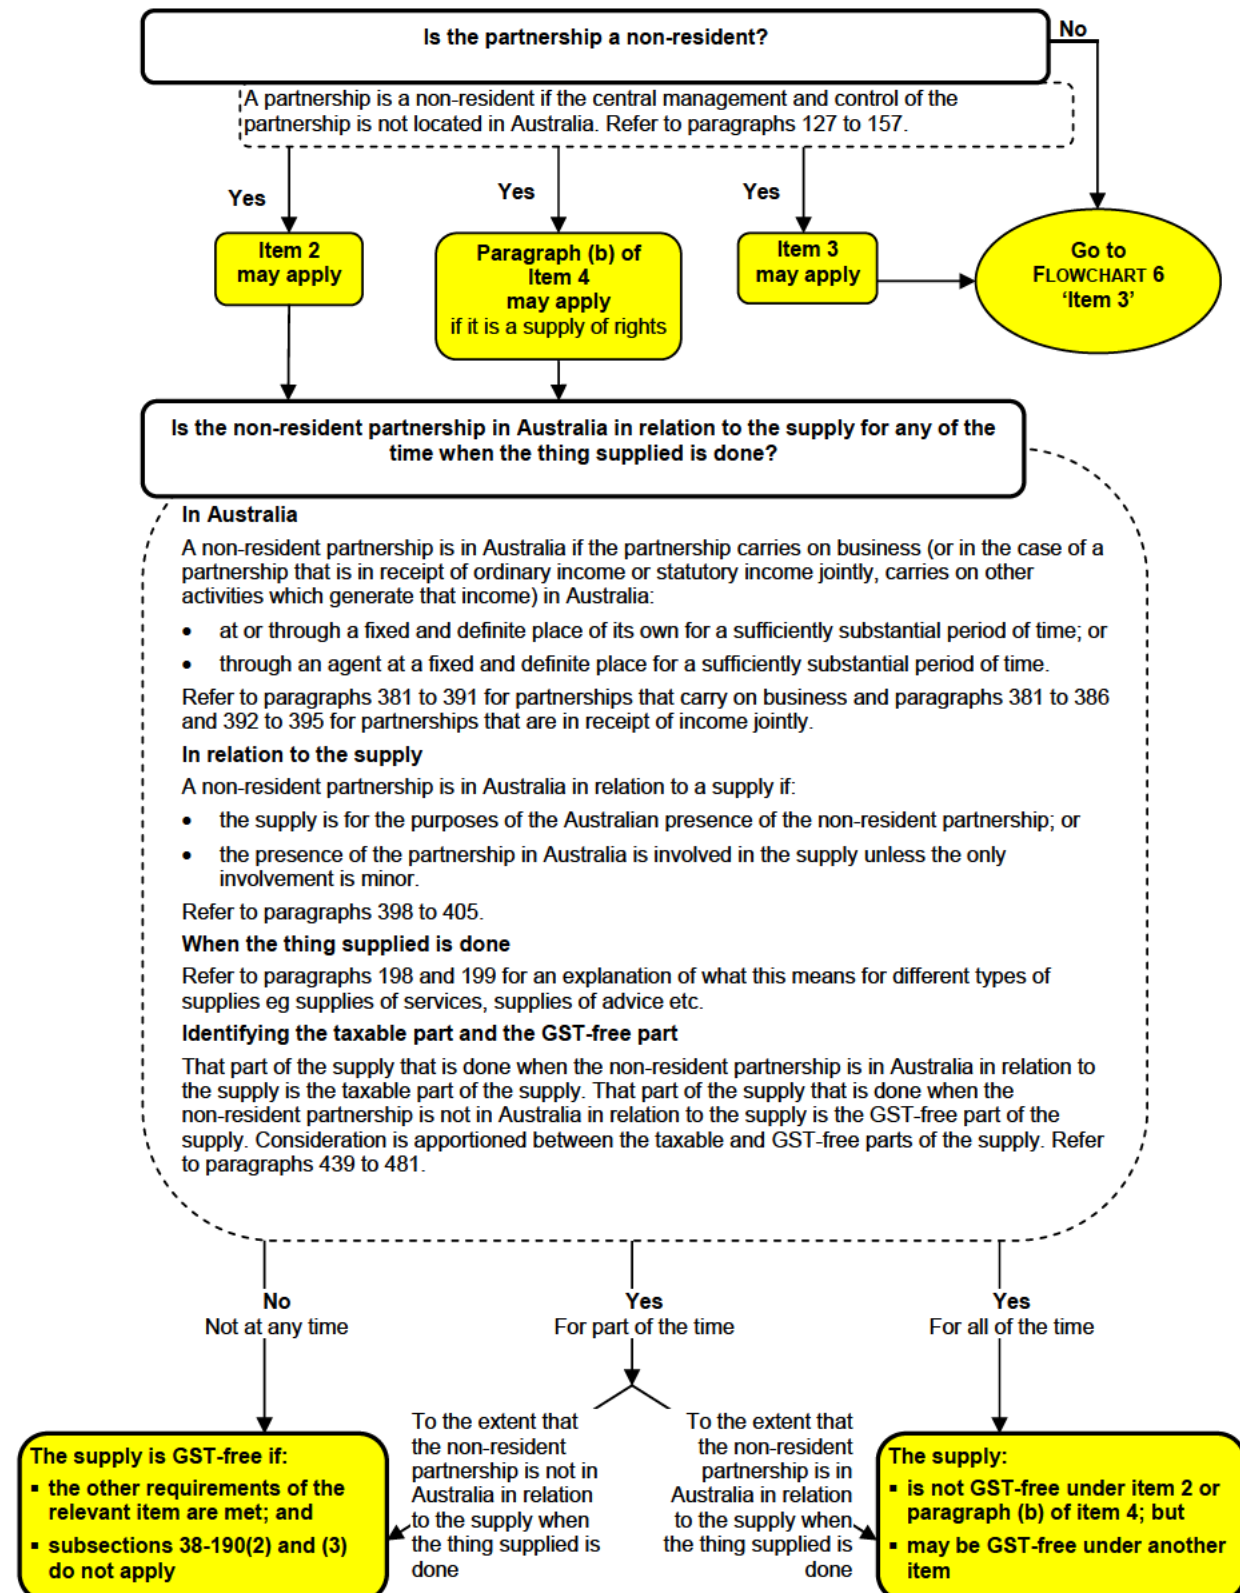 Is the partnership a non-resident?
No
A partnership is a non-resident if the central management and control of the
partnership is not located in Australia. Refer to paragraphs 127 to 157.
Yes
Yes
Yes
Item 2
may apply
Paragraph (b) of
Item 4
may apply
if it is a supply of rights
Item 3
may apply
Go to
FLOWCHART 6
‘Item 3’
Is the non-resident partnership in Australia in relation to the supply for any of the
time when the thing supplied is done?
In Australia
A non-resident partnership is in Australia if the partnership carries on business (or in the case of a
partnership that is in receipt of ordinary income or statutory income jointly, carries on other
activities which generate that income) in Australia:
• at or through a fixed and definite place of its own for a sufficiently substantial period of time; or
• through an agent at a fixed and definite place for a sufficiently substantial period of time.
Refer to paragraphs 381 to 391 for partnerships that carry on business and paragraphs 381 to 386
and 392 to 395 for partnerships that are in receipt of income jointly.
In relation to the supply
A non-resident partnership is in Australia in relation to a supply if:
• the supply is for the purposes of the Australian presence of the non-resident partnership; or
• the presence of the partnership in Australia is involved in the supply unless the only
involvement is minor.
Refer to paragraphs 398 to 405.
When the thing supplied is done
Refer to paragraphs 198 and 199 for an explanation of what this means for different types of
supplies eg supplies of services, supplies of advice etc.
Identifying the taxable part and the GST-free part
That part of the supply that is done when the non-resident partnership is in Australia in relation to
the supply is the taxable part of the supply. That part of the supply that is done when the
non-resident partnership is not in Australia in relation to the supply is the GST-free part of the
supply. Consideration is apportioned between the taxable and GST-free parts of the supply. Refer
to paragraphs 439 to 481.
No
Not at any time
Yes
For part of the time
Yes
For all of the time
The supply is GST-free if:
▪ the other requirements of the
relevant item are met; and
▪ subsections 38-190(2) and (3)
do not apply
To the extent that
the non-resident
partnership is not in
Australia in relation
to the supply when
the thing supplied is
done
To the extent that
the non-resident
partnership is in
Australia in relation
to the supply when
the thing supplied is
done
The supply:
▪ is not GST-free under item 2 or
paragraph (b) of item 4; but
▪ may be GST-free under another
item